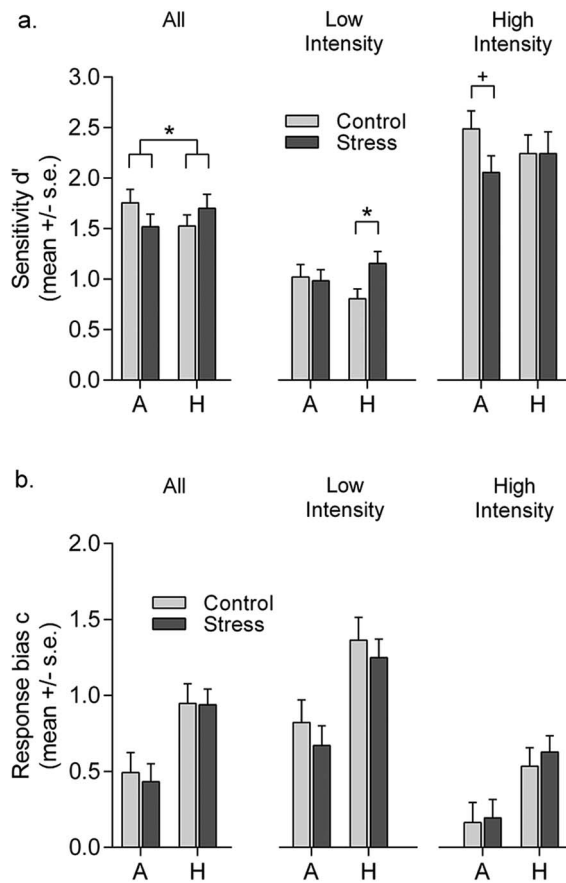 a.
All
Low
Intensity
High
Intensity
Sensitivity d'
(mean +/- s.e.)
3.0
2.5
2.0
1.5
1.0
0.5
0.0
*
Control
Stress
*
+
A H
A H
A H
b.
All
Low
Intensity
High
Intensity
Response bias c
(mean +/- s.e.)
2.0
1.5
1.0
0.5
0.0
Control
Stress
A H
A H
A H